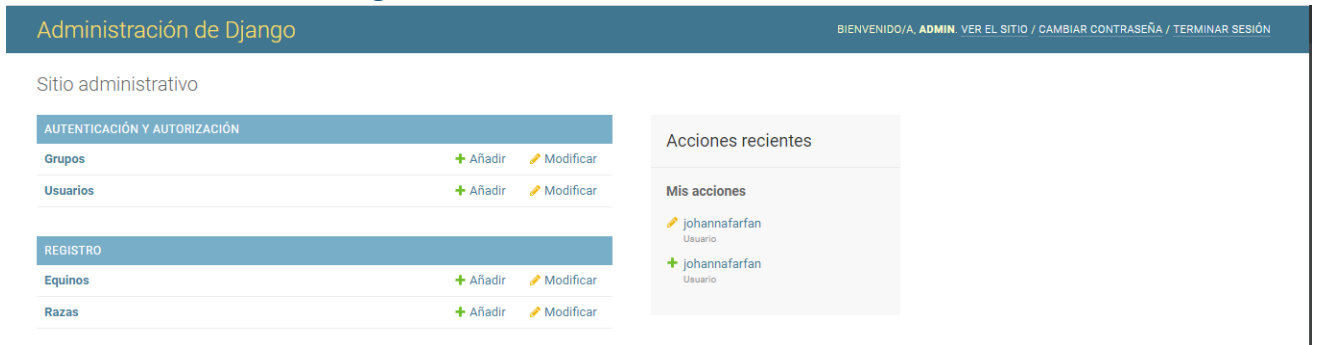 Administración de Django
BIENVENIDO/A, ADMIN. VER EL SITIO / CAMBIAR CONTRASEÑA / TERMINAR SESIÓN
Sitio administrativo
AUTENTICACIÓN Y AUTORIZACIÓN
Grupos + Añadir Modificar
Usuarios + Añadir Modificar
REGISTRO
Equinos + Añadir Modificar
Razas + Añadir Modificar
Acciones recientes
Mis acciones
johannafarfan
Usuario
+ johannafarfan
Usuario